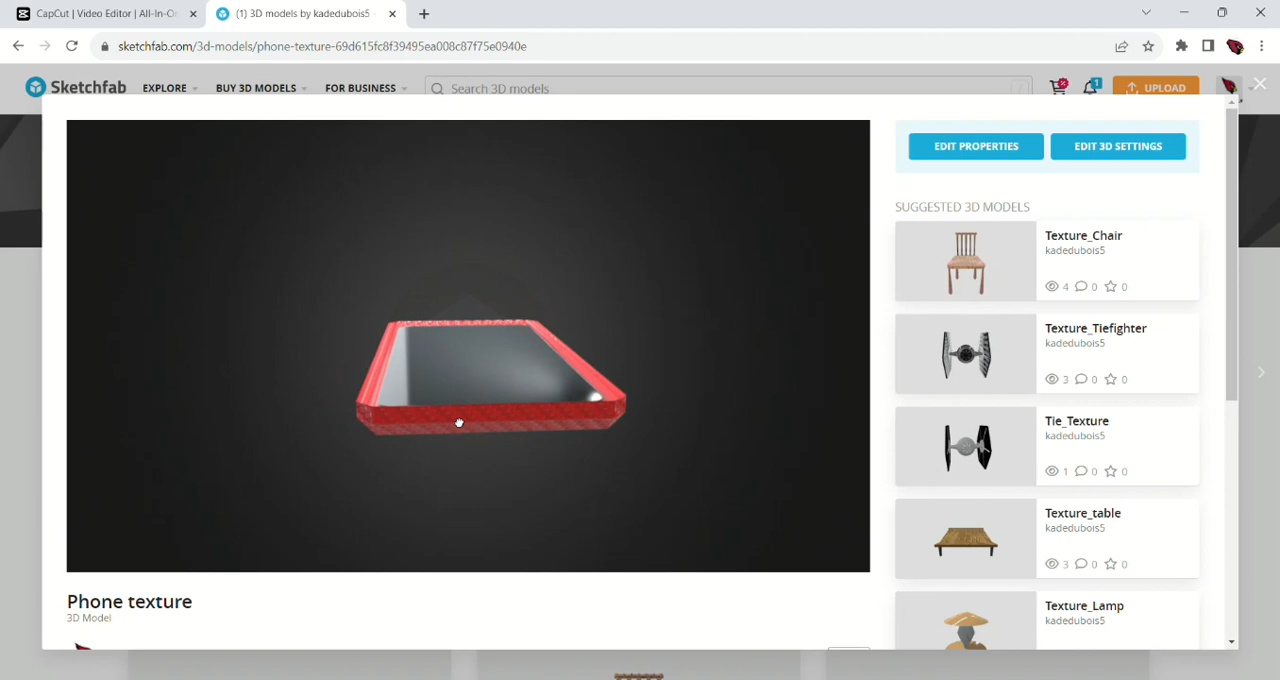 CapCut | Video Editor | All-In-On
(1) 3D models by kadedubois5
sketchfab.com/3d-models/phone-texture-69d615fc8f39495ea008c87f75e0940e
Sketchfab
EXPLORE
BUY 3D MODELS
FOR BUSINESS
Search 3D models
/
1
UPLOAD
EDIT PROPERTIES
EDIT 3D SETTINGS
SUGGESTED 3D MODELS
Texture_Chair
kadedubois5
4 0 0
Texture_Tiefighter
kadedubois5
3 0 0
Tie_Texture
kadedubois5
1 0 0
Texture_table
kadedubois5
3 0 0
Texture_Lamp
kadedubois5
Phone texture
3D Model